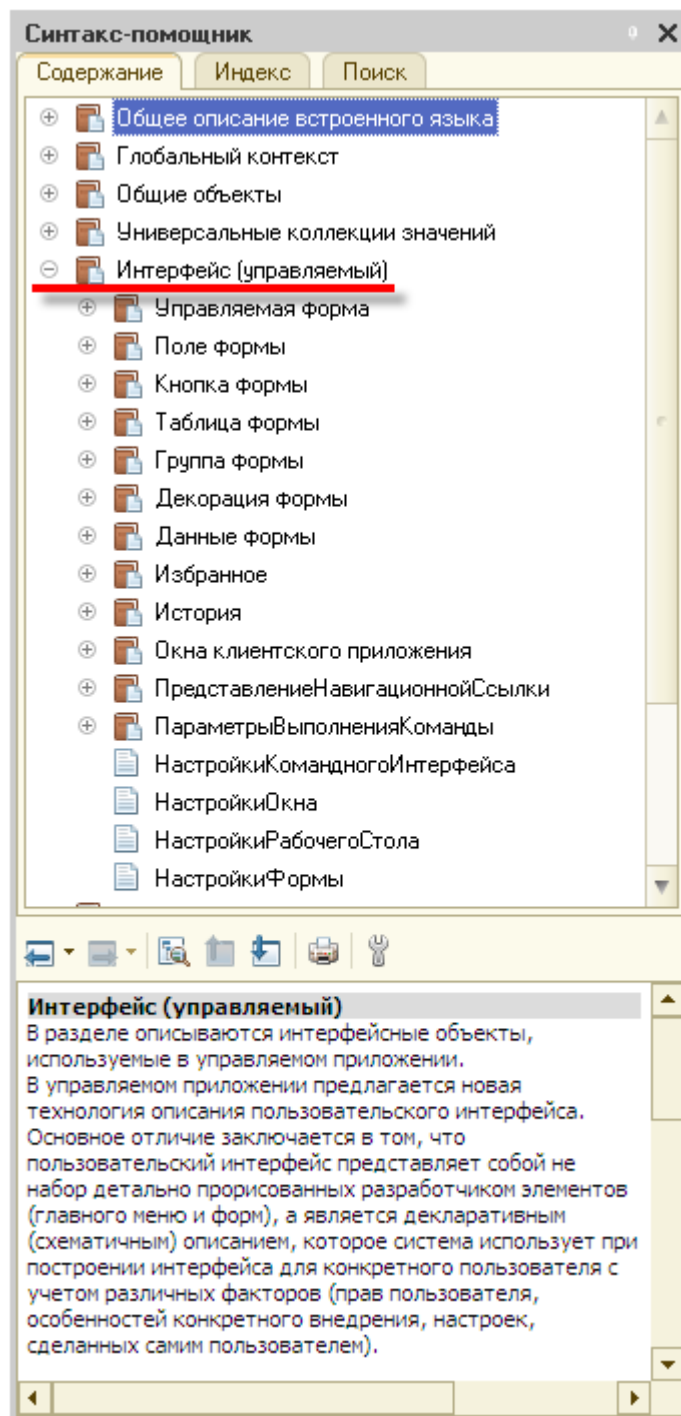 Синтакс-помощник
Содержание Индекс Поиск
Общее описание встроенного языка
Глобальный контекст
Общие объекты
Универсальные коллекции значений
Интерфейс (управляемый)
Управляемая форма
Поле формы
Кнопка формы
Таблица формы
Группа формы
Декорация формы
Данные формы
Избранное
История
Окна клиентского приложения
ПредставлениеНавигационнойСсылки
ПараметрыВыполненияКоманды
НастройкиКомандногоИнтерфейса
НастройкиОкна
НастройкиРабочегоСтола
НастройкиФормы
Интерфейс (управляемый)
В разделе описываются интерфейсные объекты,
используемые в управляемом приложении.
В управляемом приложении предлагается новая
технология описания пользовательского интерфейса.
Основное отличие заключается в том, что
пользовательский интерфейс представляет собой не
набор детально прорисованных разработчиком элементов
(главного меню и форм), а является декларативным
(схематичным) описанием, которое система использует при
построении интерфейса для конкретного пользователя с
учетом различных факторов (прав пользователя,
особенностей конкретного внедрения, настроек,
сделанных самим пользователем).